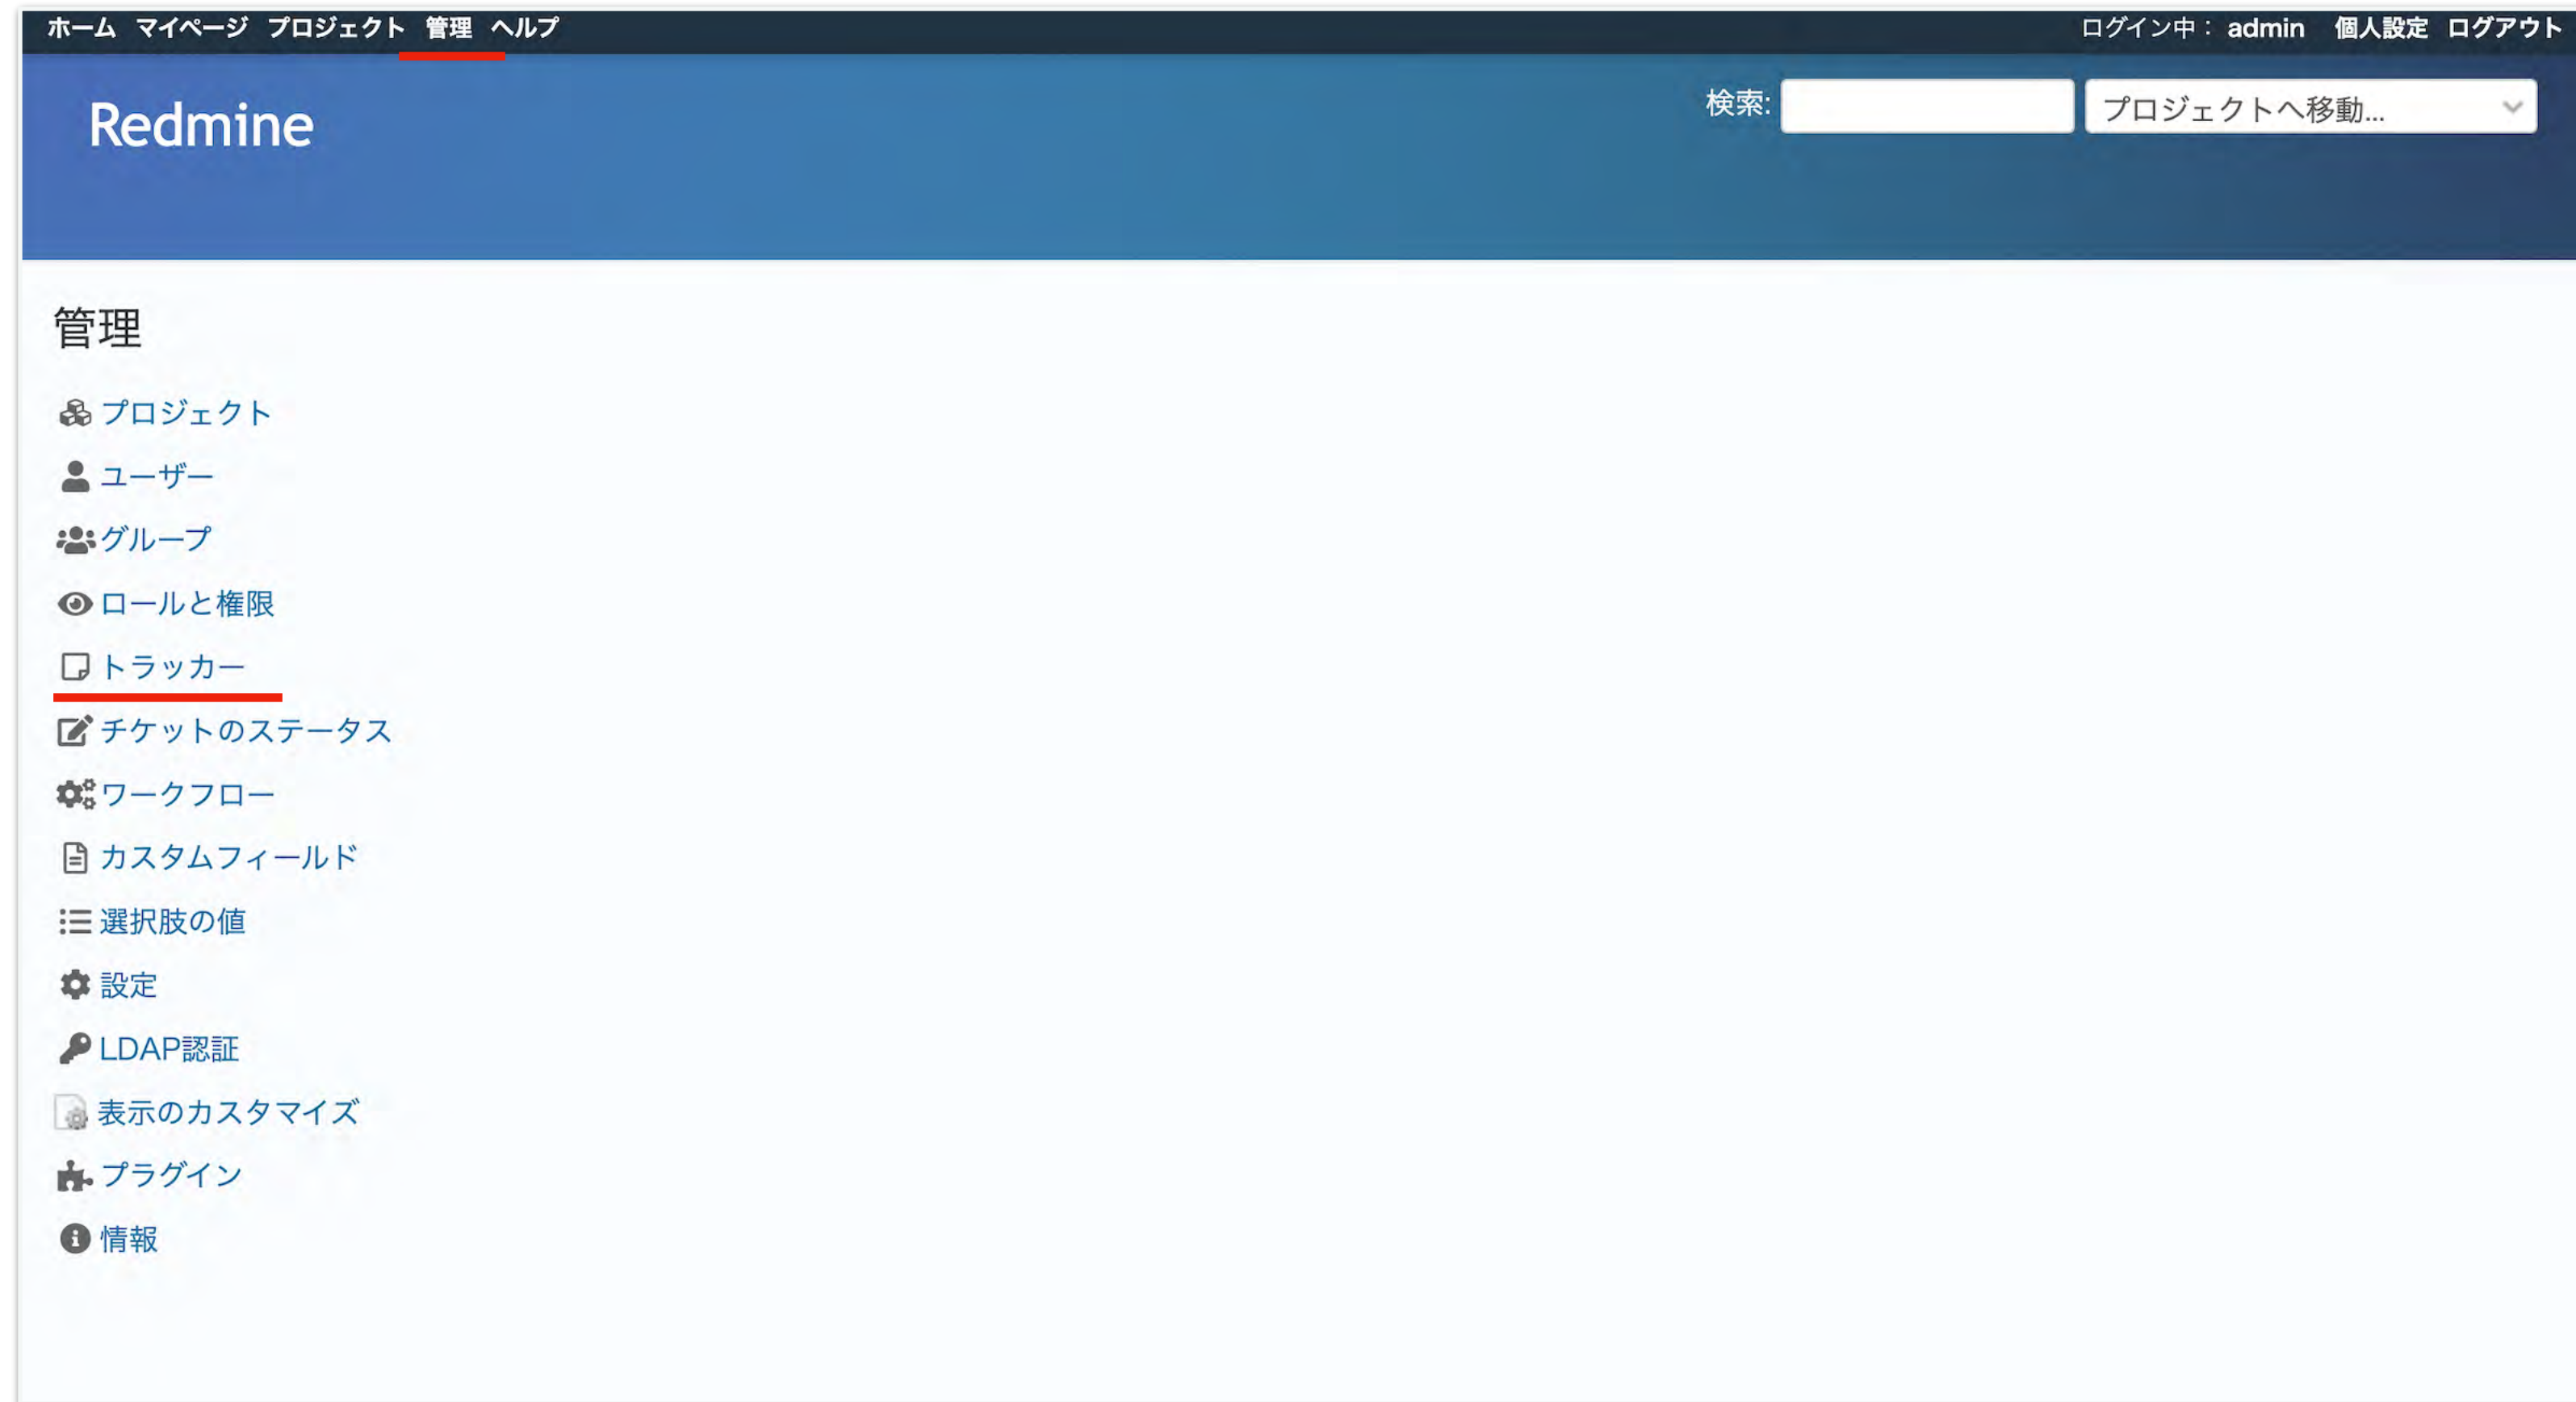 ホーム マイページ プロジェクト 管理 ヘルプ ログイン中： admin 個人設定 ログアウト
Redmine 検索: プロジェクトへ移動...
管理
プロジェクト
ユーザー
グループ
ロールと権限
トラッカー
チケットのステータス
ワークフロー
カスタムフィールド
選択肢の値
設定
LDAP認証
表示のカスタマイズ
プラグイン
情報